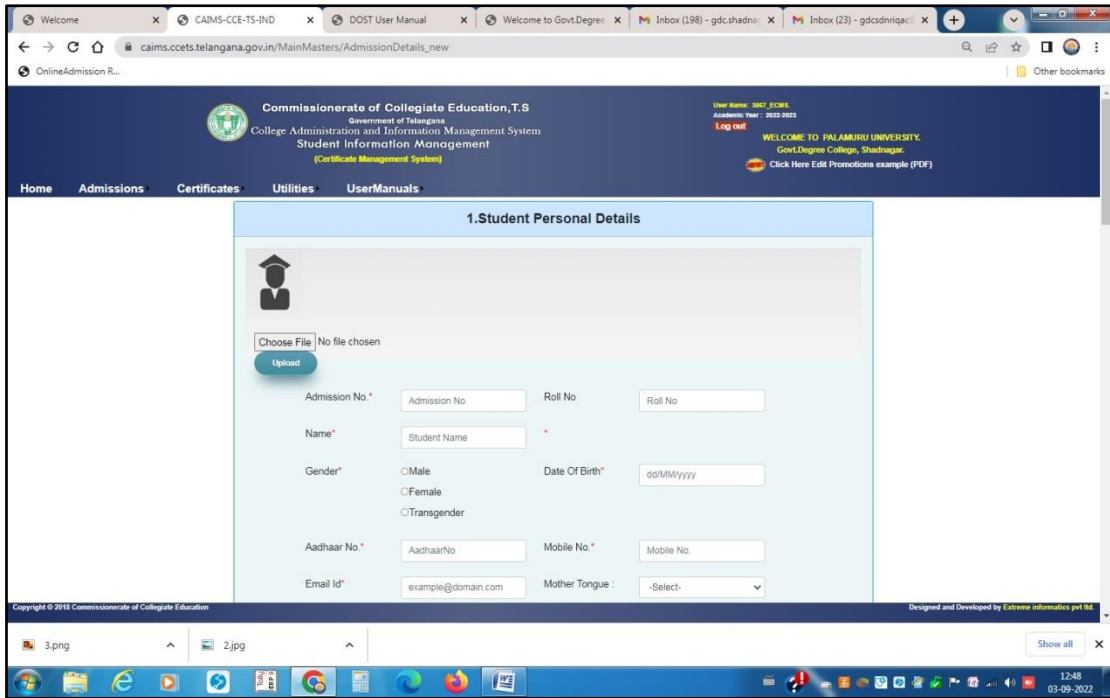 Welcome
CAIMS-CCE-TS-IND
DOST User Manual
Welcome to Govt.Degree
Inbox (198) - gdc.shadna
Inbox (23) - gdcsdnriqac
caims.ccets.telangana.gov.in/MainMasters/AdmissionDetails_new
OnlineAdmission R...
Other bookmarks
Commissionerate of Collegiate Education,T.S
Government of Telangana
College Administration and Information Management System
Student Information Management
(Certificate Management System)
User Name: 3067_ECMS.
Academic Year : 2022-2023
Log out
WELCOME TO PALAMURU UNIVERSITY.
Govt.Degree College, Shadnagar.
Click Here Edit Promotions example (PDF)
Home Admissions Certificates Utilities UserManuals
1.Student Personal Details
Choose File No file chosen
Upload
Admission No.* Admission No Roll No Roll No
Name* Student Name *
Gender* Male Date Of Birth* dd/MM/yyyy
Female
Transgender
Aadhaar No.* AadhaarNo Mobile No.* Mobile No.
Email Id* example@domain.com Mother Tongue : -Select-
Copyright © 2018 Commissionerate of Collegiate Education Designed and Developed by Extreme informatics pvt ltd.
3.png 2.jpg Show all
12:48
03-09-2022